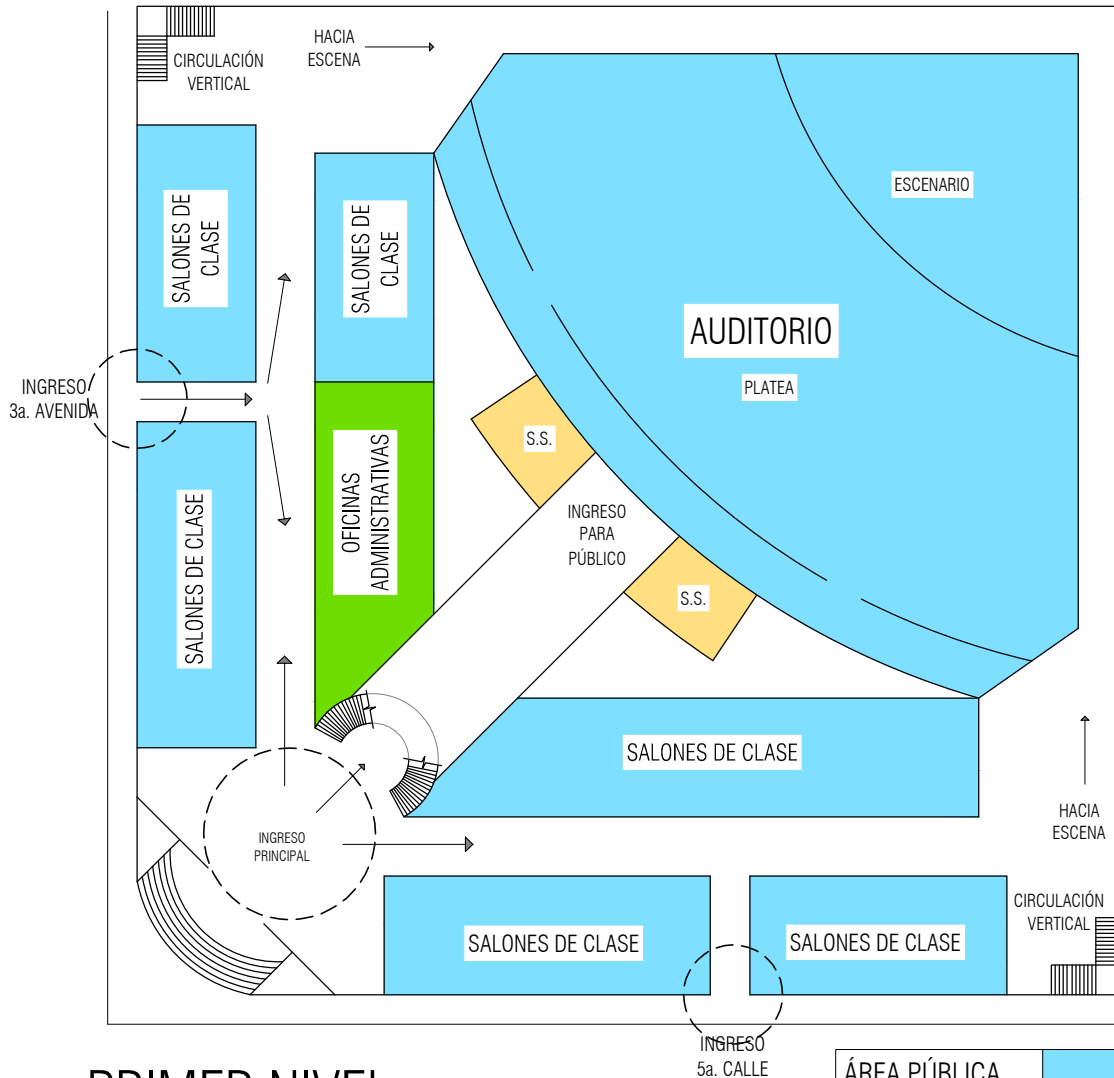 HACIA
ESCENA
CIRCULACIÓN
VERTICAL
ESCENARIO
SALONES DE
CLASE
SALONES DE
CLASE
AUDITORIO
PLATEA
INGRESO
3a. AVENIDA
S.S.
OFICINAS
ADMINISTRATIVAS
SALONES DE CLASE
INGRESO
PARA
PÚBLICO
S.S.
SALONES DE CLASE
HACIA
ESCENA
INGRESO
PRINCIPAL
CIRCULACIÓN
VERTICAL
SALONES DE CLASE
SALONES DE CLASE
INGRESO
5a. CALLE
PRIMER NIVEL
ÁREA PÚBLICA